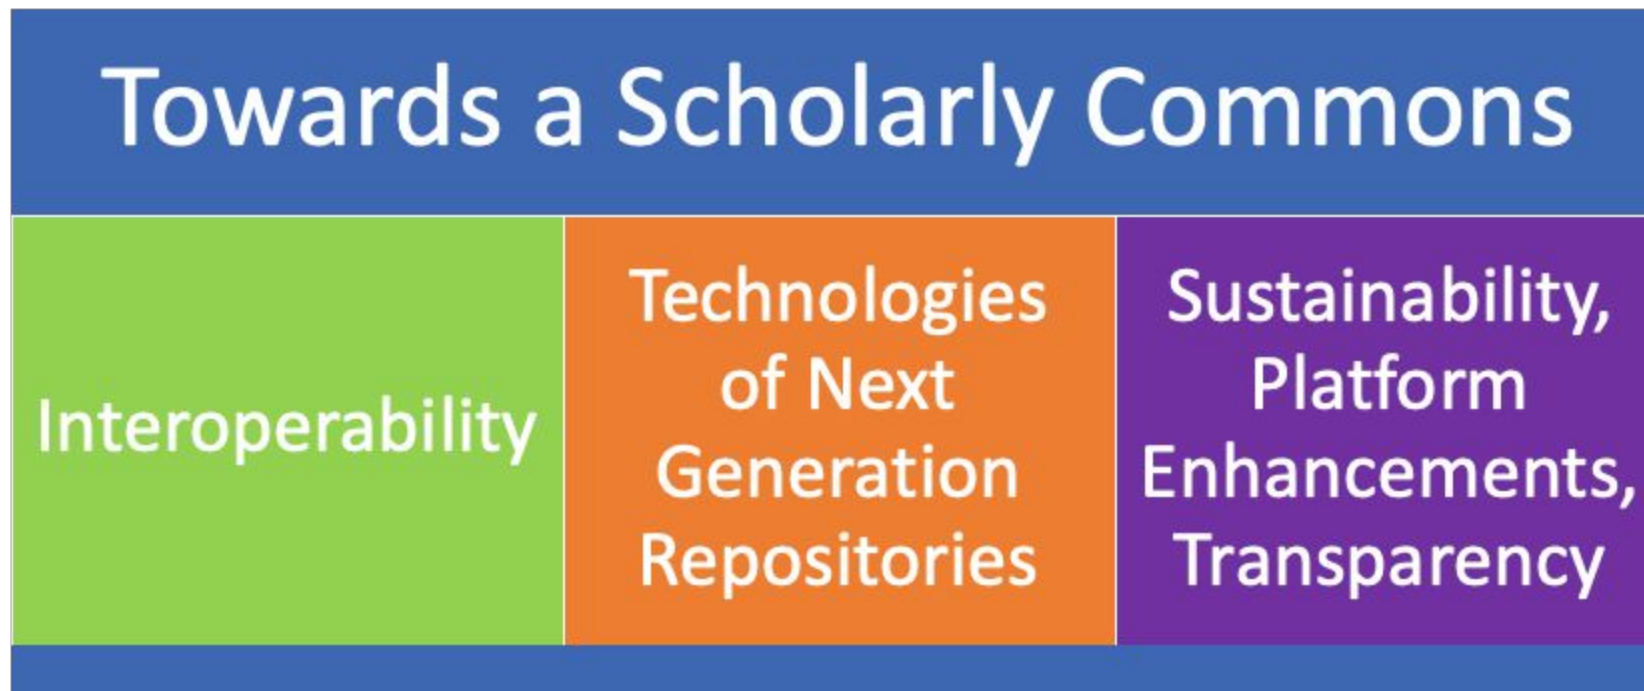 Towards a Scholarly Commons
Interoperability
Technologies
of Next
Generation
Repositories
Sustainability,
Platform
Enhancements,
Transparency